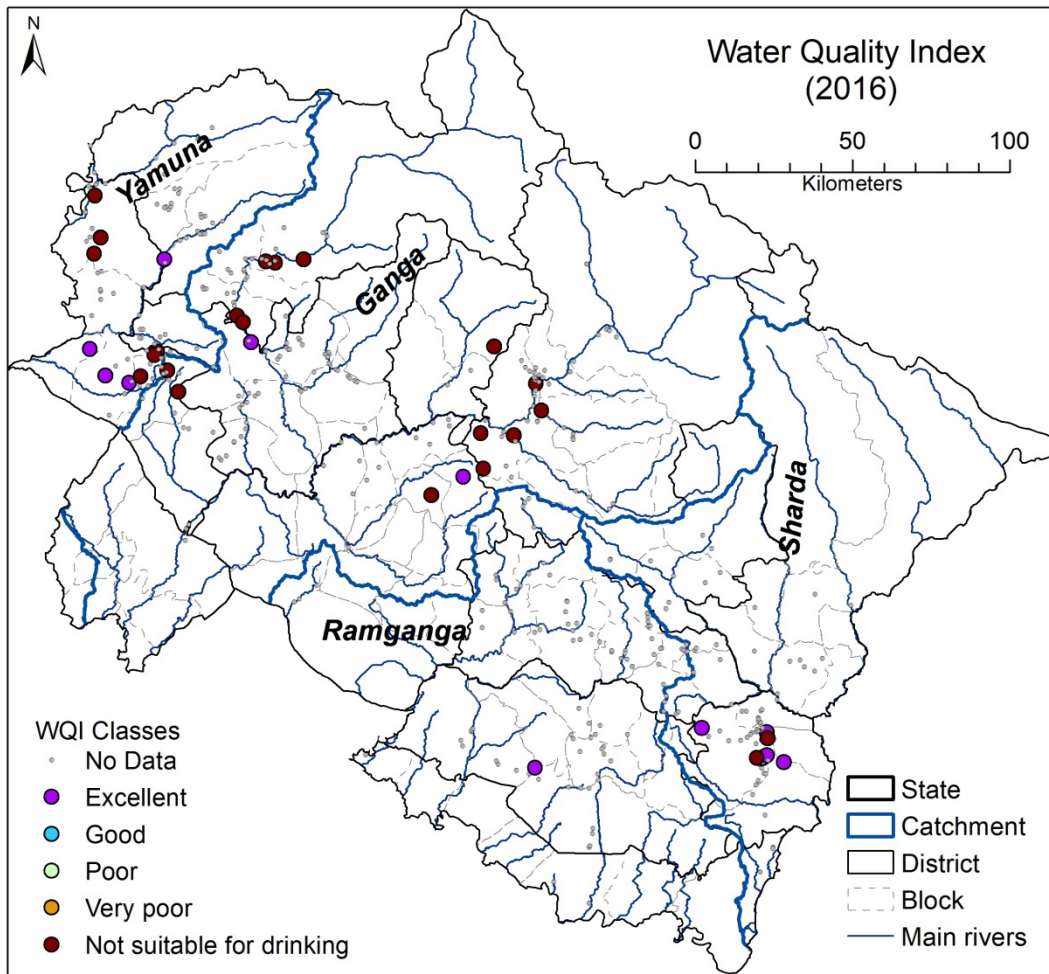 N
Water Quality Index
(2016)
0 50 100
Kilometers
Yamuna
Ganga
Sharda
Ramganga
WQI Classes
No Data
Excellent
Good
Poor
Very poor
Not suitable for drinking
State
Catchment
District
Block
Main rivers